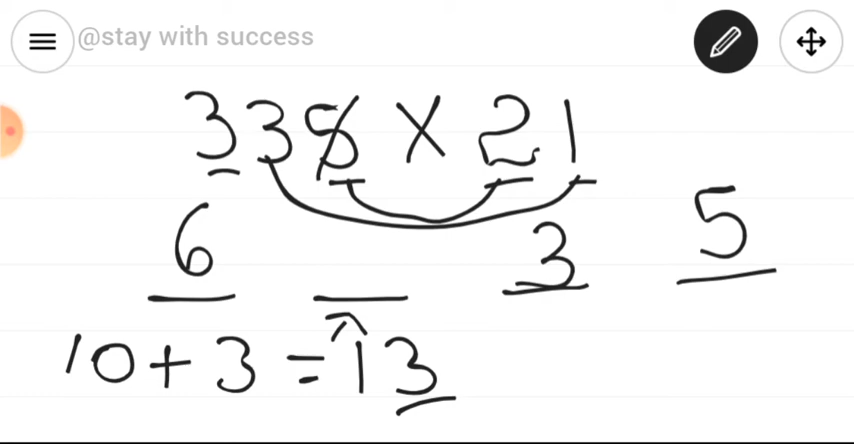 @stay with success
335 × 21
6 _ 3 5
10 + 3 = 13